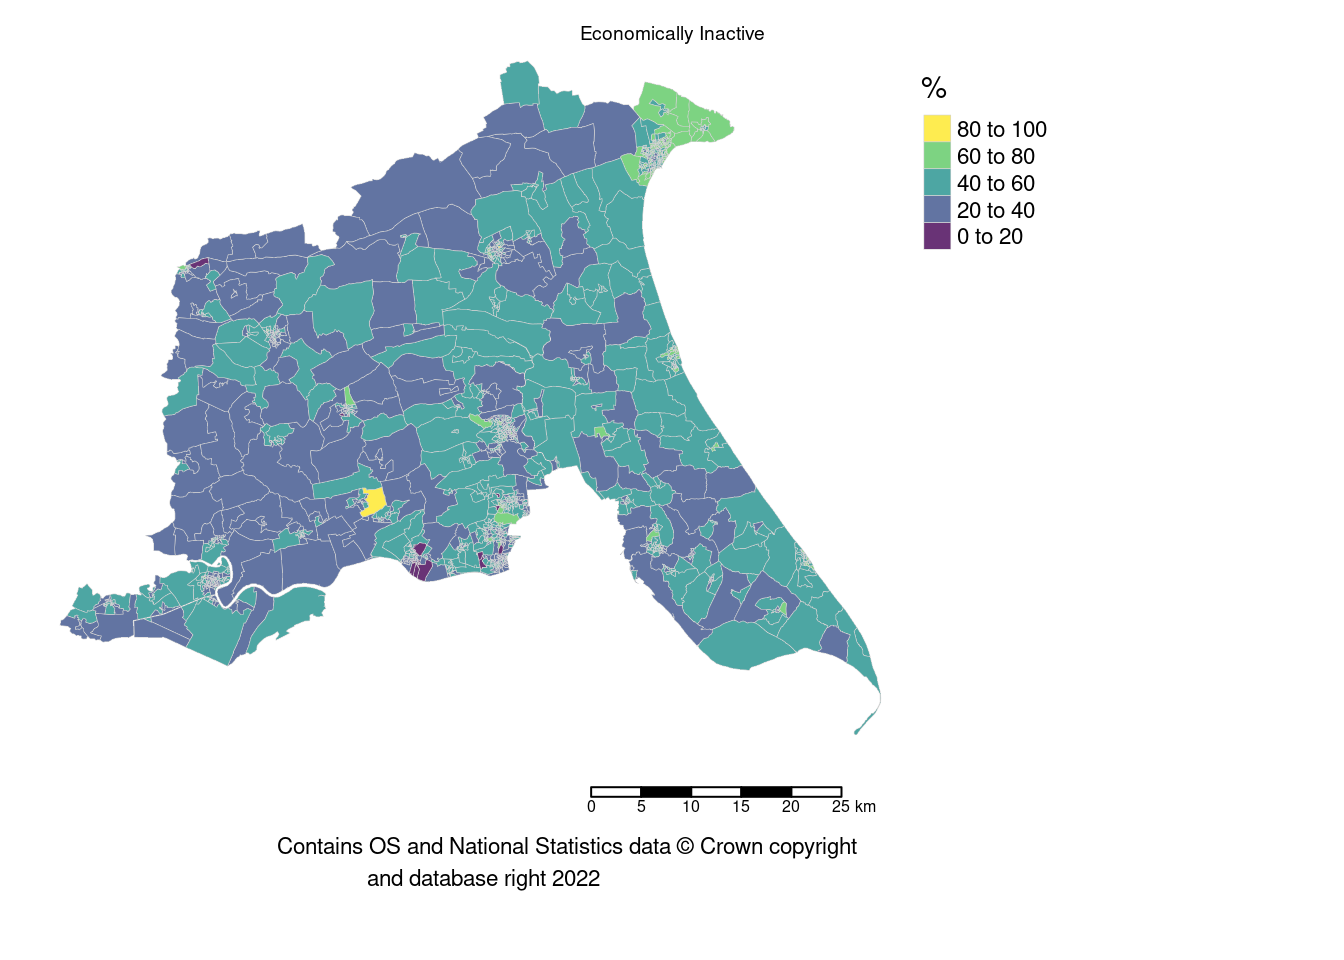 Economically Inactive
%
80 to 100
60 to 80
40 to 60
20 to 40
0 to 20
0 5 10 15 20 25 km
Contains OS and National Statistics data © Crown copyright
and database right 2022